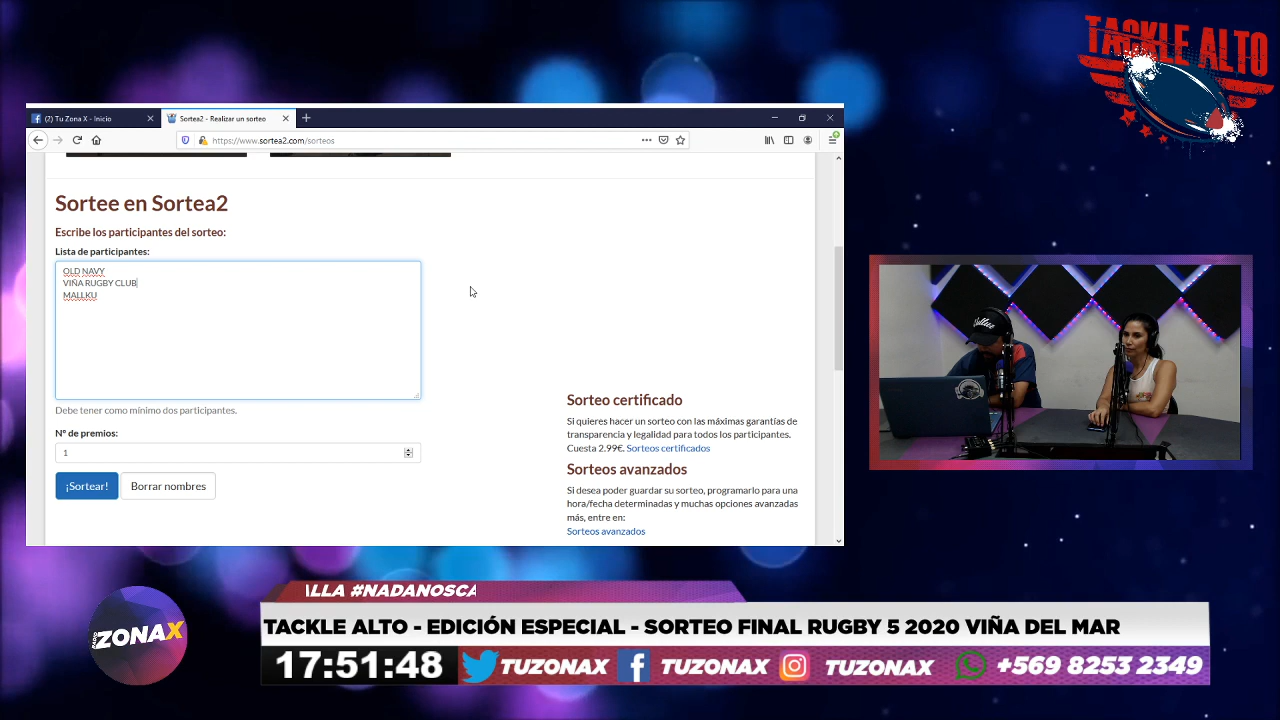 TACKLE ALTO
(2) Tu Zona X - Inicio
Sortea2 - Realizar un sorteo
https://www.sortea2.com/sorteos
Sortee en Sortea2
Escribe los participantes del sorteo:
Lista de participantes:
OLD NAVY
VIÑA RUGBY CLUB
MALLKU
Debe tener como mínimo dos participantes.
Nº de premios:
1
¡Sortear!
Borrar nombres
Sorteo certificado
Si quieres hacer un sorteo con las máximas garantías de
transparencia y legalidad para todos los participantes.
Cuesta 2.99€. Sorteos certificados
Sorteos avanzados
Si desea poder guardar su sorteo, programarlo para una
hora/fecha determinadas y muchas opciones avanzadas
más, entre en:
Sorteos avanzados
ZONAX
ILLA #NADANOSCA
TACKLE ALTO - EDICIÓN ESPECIAL - SORTEO FINAL RUGBY 5 2020 VIÑA DEL MAR
17:51:48 TUZONAX TUZONAX TUZONAX +569 8253 2349